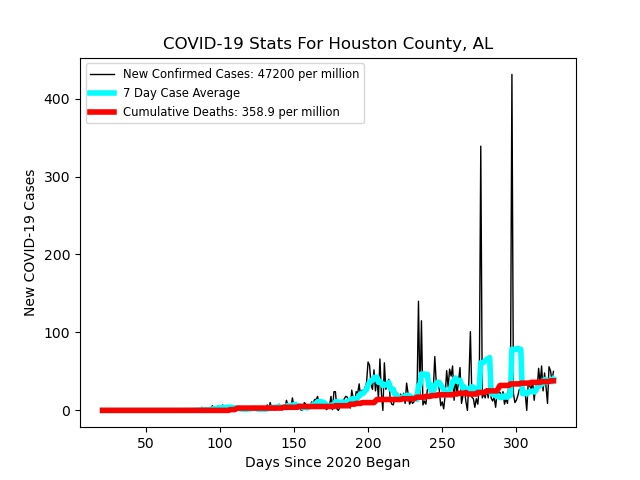 COVID-19 Stats For Houston County, AL
New Confirmed Cases: 47200 per million
7 Day Case Average
Cumulative Deaths: 358.9 per million
New COVID-19 Cases
400
300
200
100
0
50
100
150
200
250
300
Days Since 2020 Began